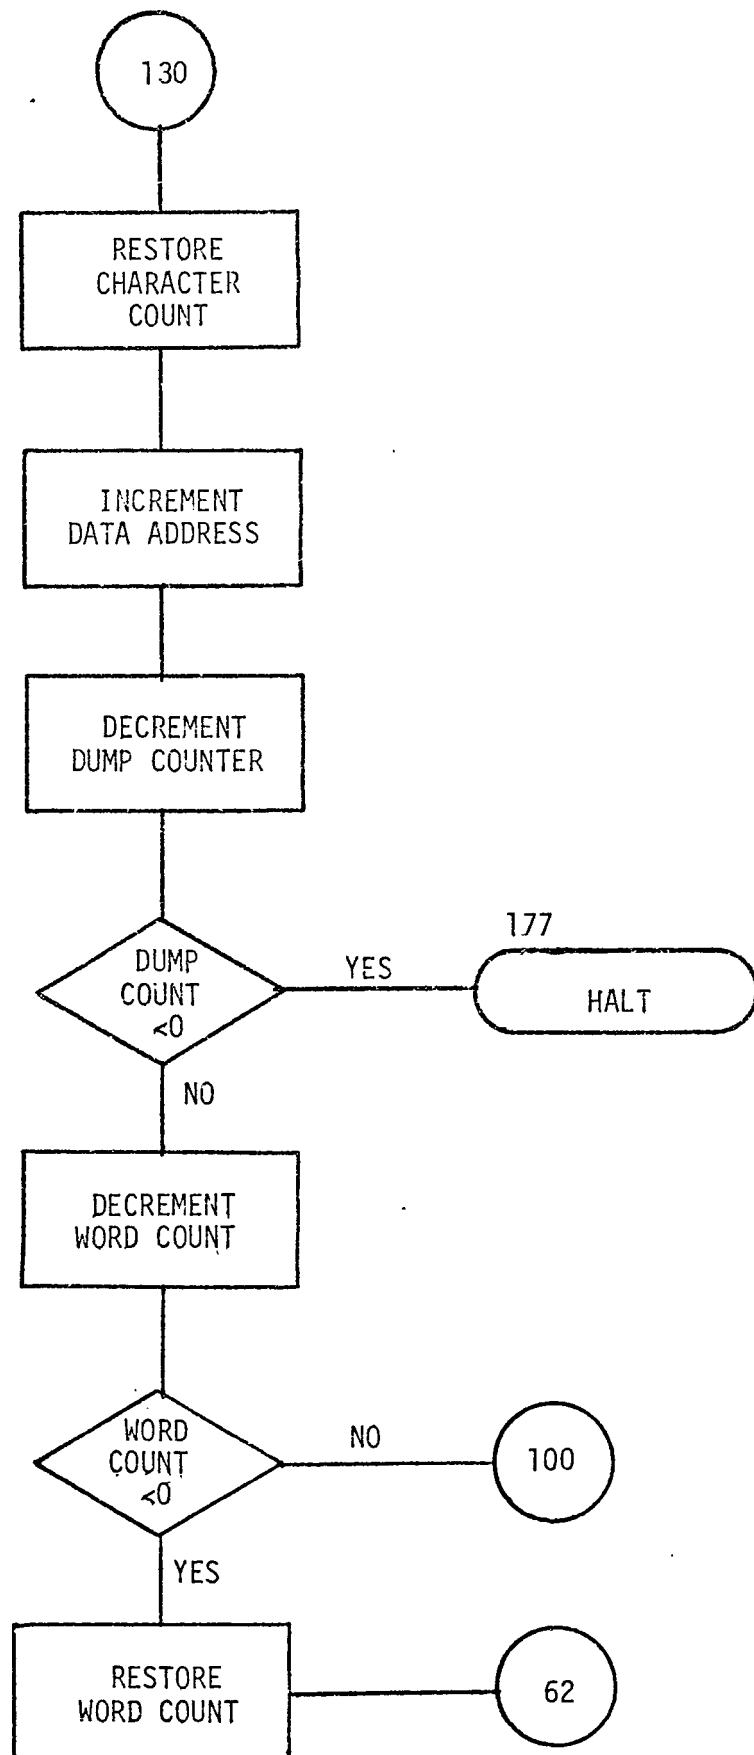 130
RESTORE
CHARACTER
COUNT
INCREMENT
DATA ADDRESS
DECREMENT
DUMP COUNTER
DUMP
COUNT
<0
YES
177
HALT
NO
DECREMENT
WORD COUNT
WORD
COUNT
<0
NO
100
YES
RESTORE
WORD COUNT
62